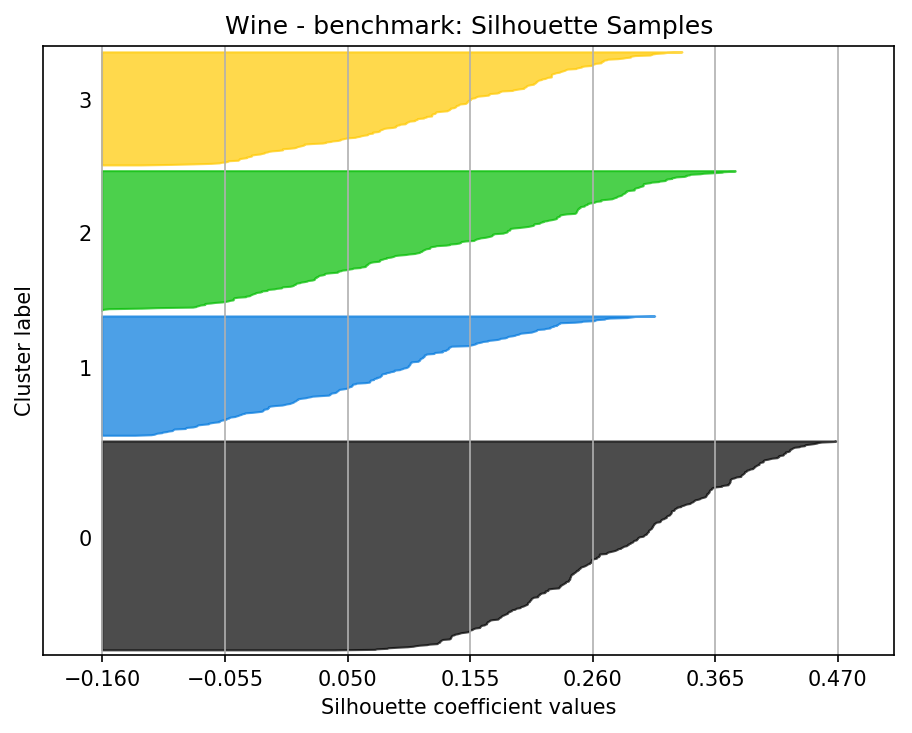 Wine - benchmark: Silhouette Samples
3
2
1
0
Cluster label
−0.160 −0.055 0.050 0.155 0.260 0.365 0.470
Silhouette coefficient values